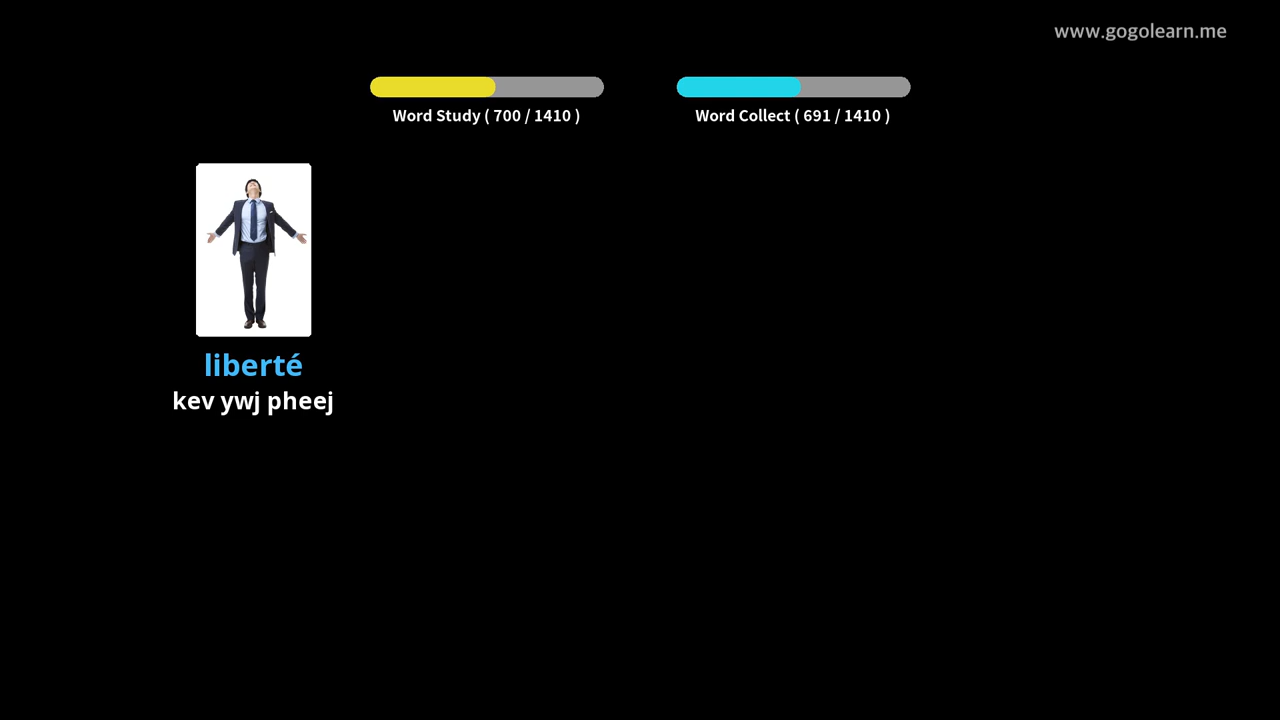 www.gogolearn.me
Word Study ( 700 / 1410 )
Word Collect ( 691 / 1410 )
liberté
kev ywj pheej